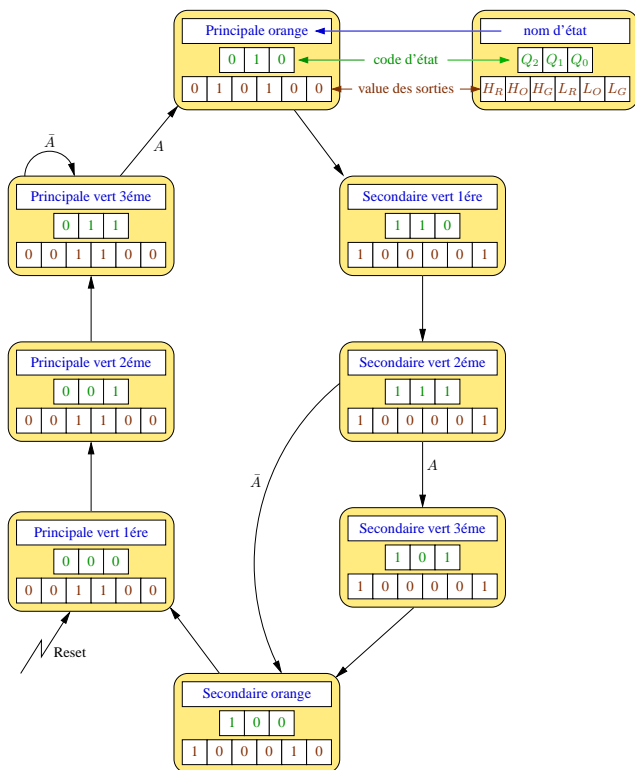 Principale orange
nom d'état
0 1 0
code d'état
Q2 Q1 Q0
0 1 0 1 0 0
value des sorties
HR HO HG LR LO LG
Ā
A
Principale vert 3éme
0 1 1
0 0 1 1 0 0
Secondaire vert 1ére
1 1 0
1 0 0 0 0 1
Principale vert 2éme
0 0 1
0 0 1 1 0 0
Secondaire vert 2éme
1 1 1
1 0 0 0 0 1
Ā
A
Principale vert 1ére
0 0 0
0 0 1 1 0 0
Secondaire vert 3éme
1 0 1
1 0 0 0 0 1
Reset
Secondaire orange
1 0 0
1 0 0 0 1 0